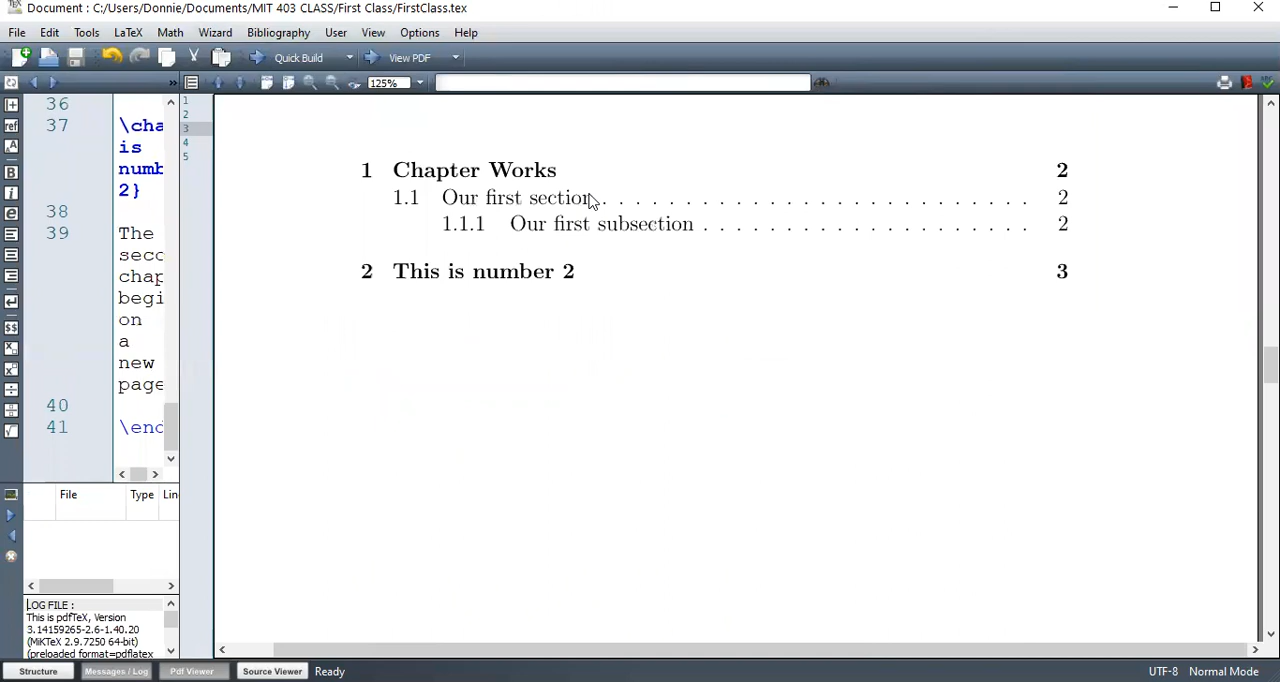 Document : C:/Users/Donnie/Documents/MIT 403 CLASS/First Class/FirstClass.tex
File Edit Tools LaTeX Math Wizard Bibliography User View Options Help
Quick Build View PDF
125%
36
37 \cha
is
numb
2}
38
39 The
seco
chap
begi
on
a
new
page
40
41 \end
1
2
3
4
5
1 Chapter Works 2
1.1 Our first section . . . . . . . . . . . . . . . . . . . . . . . . . . 2
1.1.1 Our first subsection . . . . . . . . . . . . . . . . . . . . 2
2 This is number 2 3
File Type Lin
LOG FILE :
This is pdfTeX, Version
3.14159265-2.6-1.40.20
(MiKTeX 2.9.7250 64-bit)
(preloaded format=pdflatex
Structure Messages / Log Pdf Viewer Source Viewer Ready UTF-8 Normal Mode